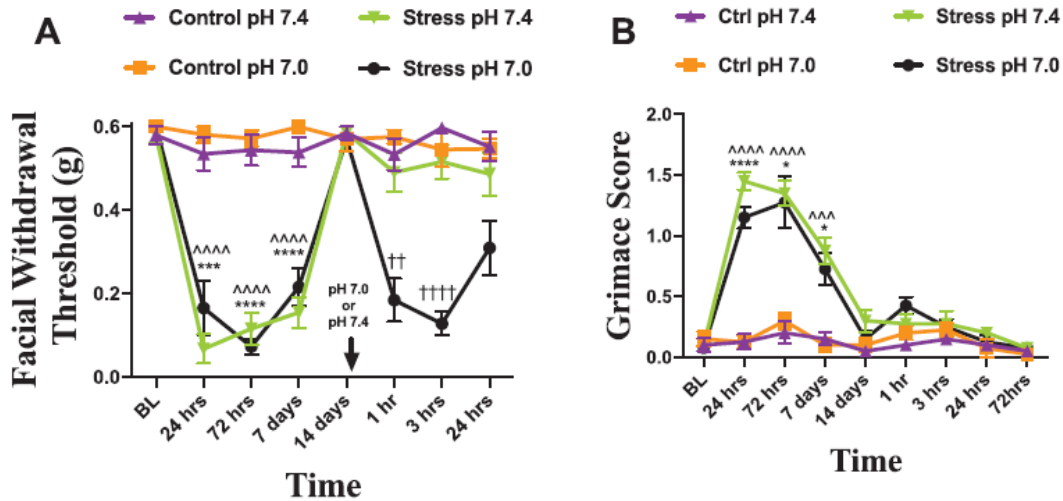 A
Control pH 7.4
Stress pH 7.4
Control pH 7.0
Stress pH 7.0
Facial Withdrawal
Threshold (g)
0.6
0.4
0.2
0.0
^^^^
***
^^^^
****
^^^^
****
pH 7.0
or
pH 7.4
††
††††
BL
24 hrs
72 hrs
7 days
14 days
1 hr
3 hrs
24 hrs
Time
B
Ctrl pH 7.4
Stress pH 7.4
Ctrl pH 7.0
Stress pH 7.0
Grimace Score
2.0
1.5
1.0
0.5
0.0
^^^^
****
^^^^
*
^^^
*
BL
24 hrs
72 hrs
7 days
14 days
1 hr
3 hrs
24 hrs
72hrs
Time